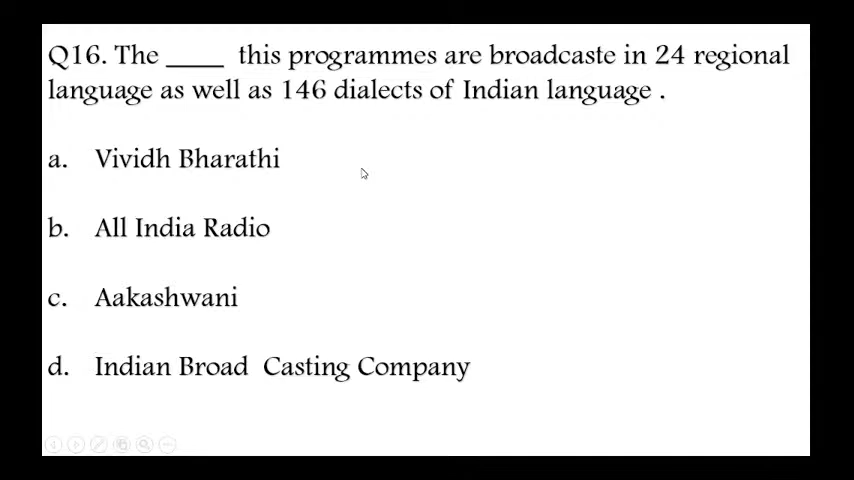 Q16. The ____ this programmes are broadcaste in 24 regional
language as well as 146 dialects of Indian language .
a. Vividh Bharathi
b. All India Radio
c. Aakashwani
d. Indian Broad Casting Company